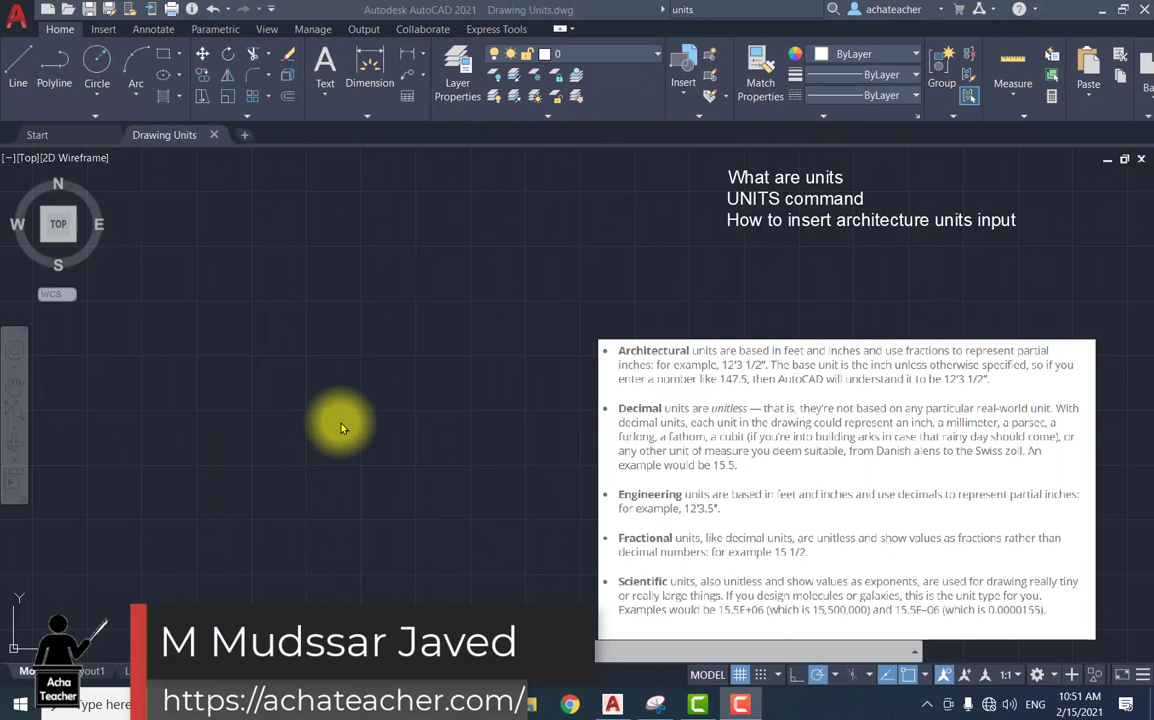 Autodesk AutoCAD 2021 Drawing Units.dwg
units
achateacher
Home Insert Annotate Parametric View Manage Output Collaborate Express Tools
0
ByLayer
ByLayer
ByLayer
Line Polyline Circle Arc Text Dimension Layer Properties Insert Match Properties Group Measure Paste
Start Drawing Units
[−][Top][2D Wireframe]
N
W TOP E
S
WCS
What are units
UNITS command
How to insert architecture units input
• Architectural units are based in feet and inches and use fractions to represent partial
inches: for example, 12'3 1/2". The base unit is the inch unless otherwise specified, so if you
enter a number like 147.5, then AutoCAD will understand it to be 12'3 1/2".
• Decimal units are unitless — that is, they're not based on any particular real-world unit. With
decimal units, each unit in the drawing could represent an inch, a millimeter, a parsec, a
furlong, a fathom, a cubit (if you're into building arks in case that rainy day should come), or
any other unit of measure you deem suitable, from Danish alens to the Swiss zoll. An
example would be 15.5.
• Engineering units are based in feet and inches and use decimals to represent partial inches:
for example, 12'3.5".
• Fractional units, like decimal units, are unitless and show values as fractions rather than
decimal numbers: for example 15 1/2.
• Scientific units, also unitless and show values as exponents, are used for drawing really tiny
or really large things. If you design molecules or galaxies, this is the unit type for you.
Examples would be 15.5E+06 (which is 15,500,000) and 15.5E–06 (which is 0.0000155).
Y
M Mudssar Javed
https://achateacher.com/
Acha
Teacher
Mo yout1 L
MODEL 1:1
Type here
ENG
10:51 AM
2/15/2021